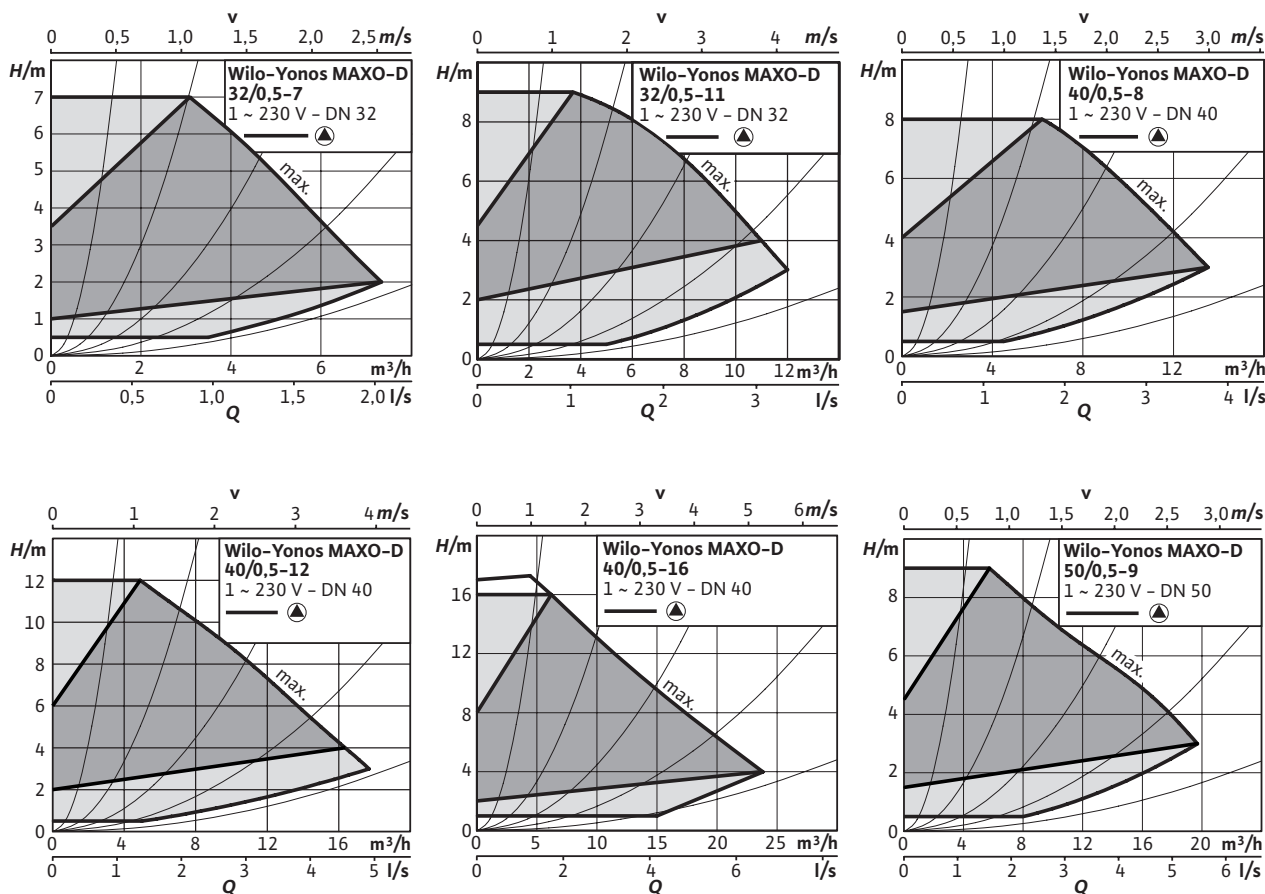 v
0 0,5 1,0 1,5 2,0 2,5 m/s
H/m
Wilo-Yonos MAXO-D
32/0,5-7
1 ~ 230 V – DN 32
7
6
5
4
3
2
1
0
max.
0 2 4 6 m³/h
0 0,5 1,0 1,5 2,0 l/s
Q
v
0 1 2 3 4 m/s
H/m
Wilo-Yonos MAXO-D
32/0,5-11
1 ~ 230 V – DN 32
8
6
4
2
0
max.
0 2 4 6 8 10 12 m³/h
0 1 2 3 l/s
Q
v
0 0,5 1,0 1,5 2,0 2,5 3,0 m/s
H/m
Wilo-Yonos MAXO-D
40/0,5-8
1 ~ 230 V – DN 40
8
6
4
2
0
max.
0 4 8 12 m³/h
0 1 2 3 4 l/s
Q
v
0 1 2 3 4 m/s
H/m
Wilo-Yonos MAXO-D
40/0,5-12
1 ~ 230 V – DN 40
12
10
8
6
4
2
0
max.
0 4 8 12 16 m³/h
0 1 2 3 4 5 l/s
Q
v
0 1 2 3 4 5 6 m/s
H/m
Wilo-Yonos MAXO-D
40/0,5-16
1 ~ 230 V – DN 40
16
12
8
4
0
max.
0 5 10 15 20 25 m³/h
0 2 4 6 l/s
Q
v
0 0,5 1,0 1,5 2,0 2,5 3,0 m/s
H/m
Wilo-Yonos MAXO-D
50/0,5-9
1 ~ 230 V – DN 50
8
6
4
2
0
max.
0 4 8 12 16 20 m³/h
0 1 2 3 4 5 6 l/s
Q